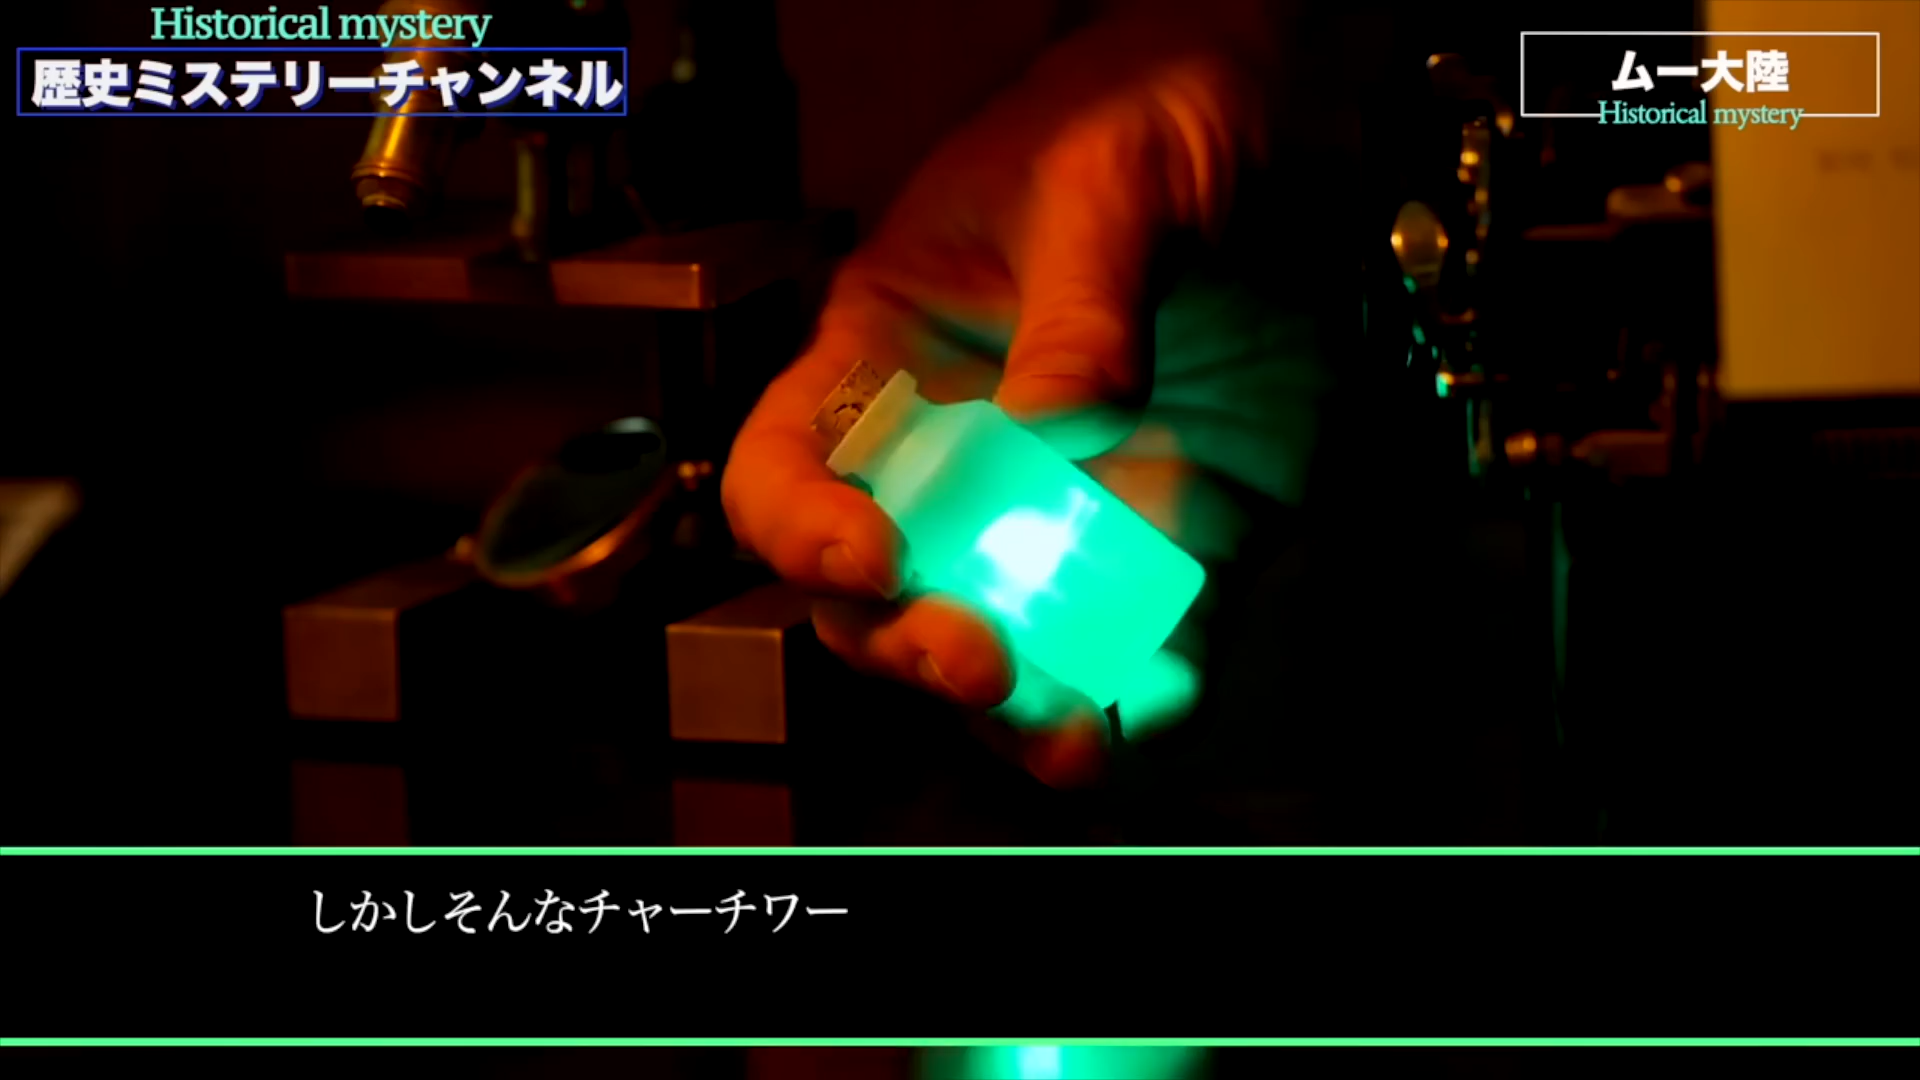 Historical mystery
歴史ミステリーチャンネル
ムー大陸
Historical mystery
しかしそんなチャーチワー